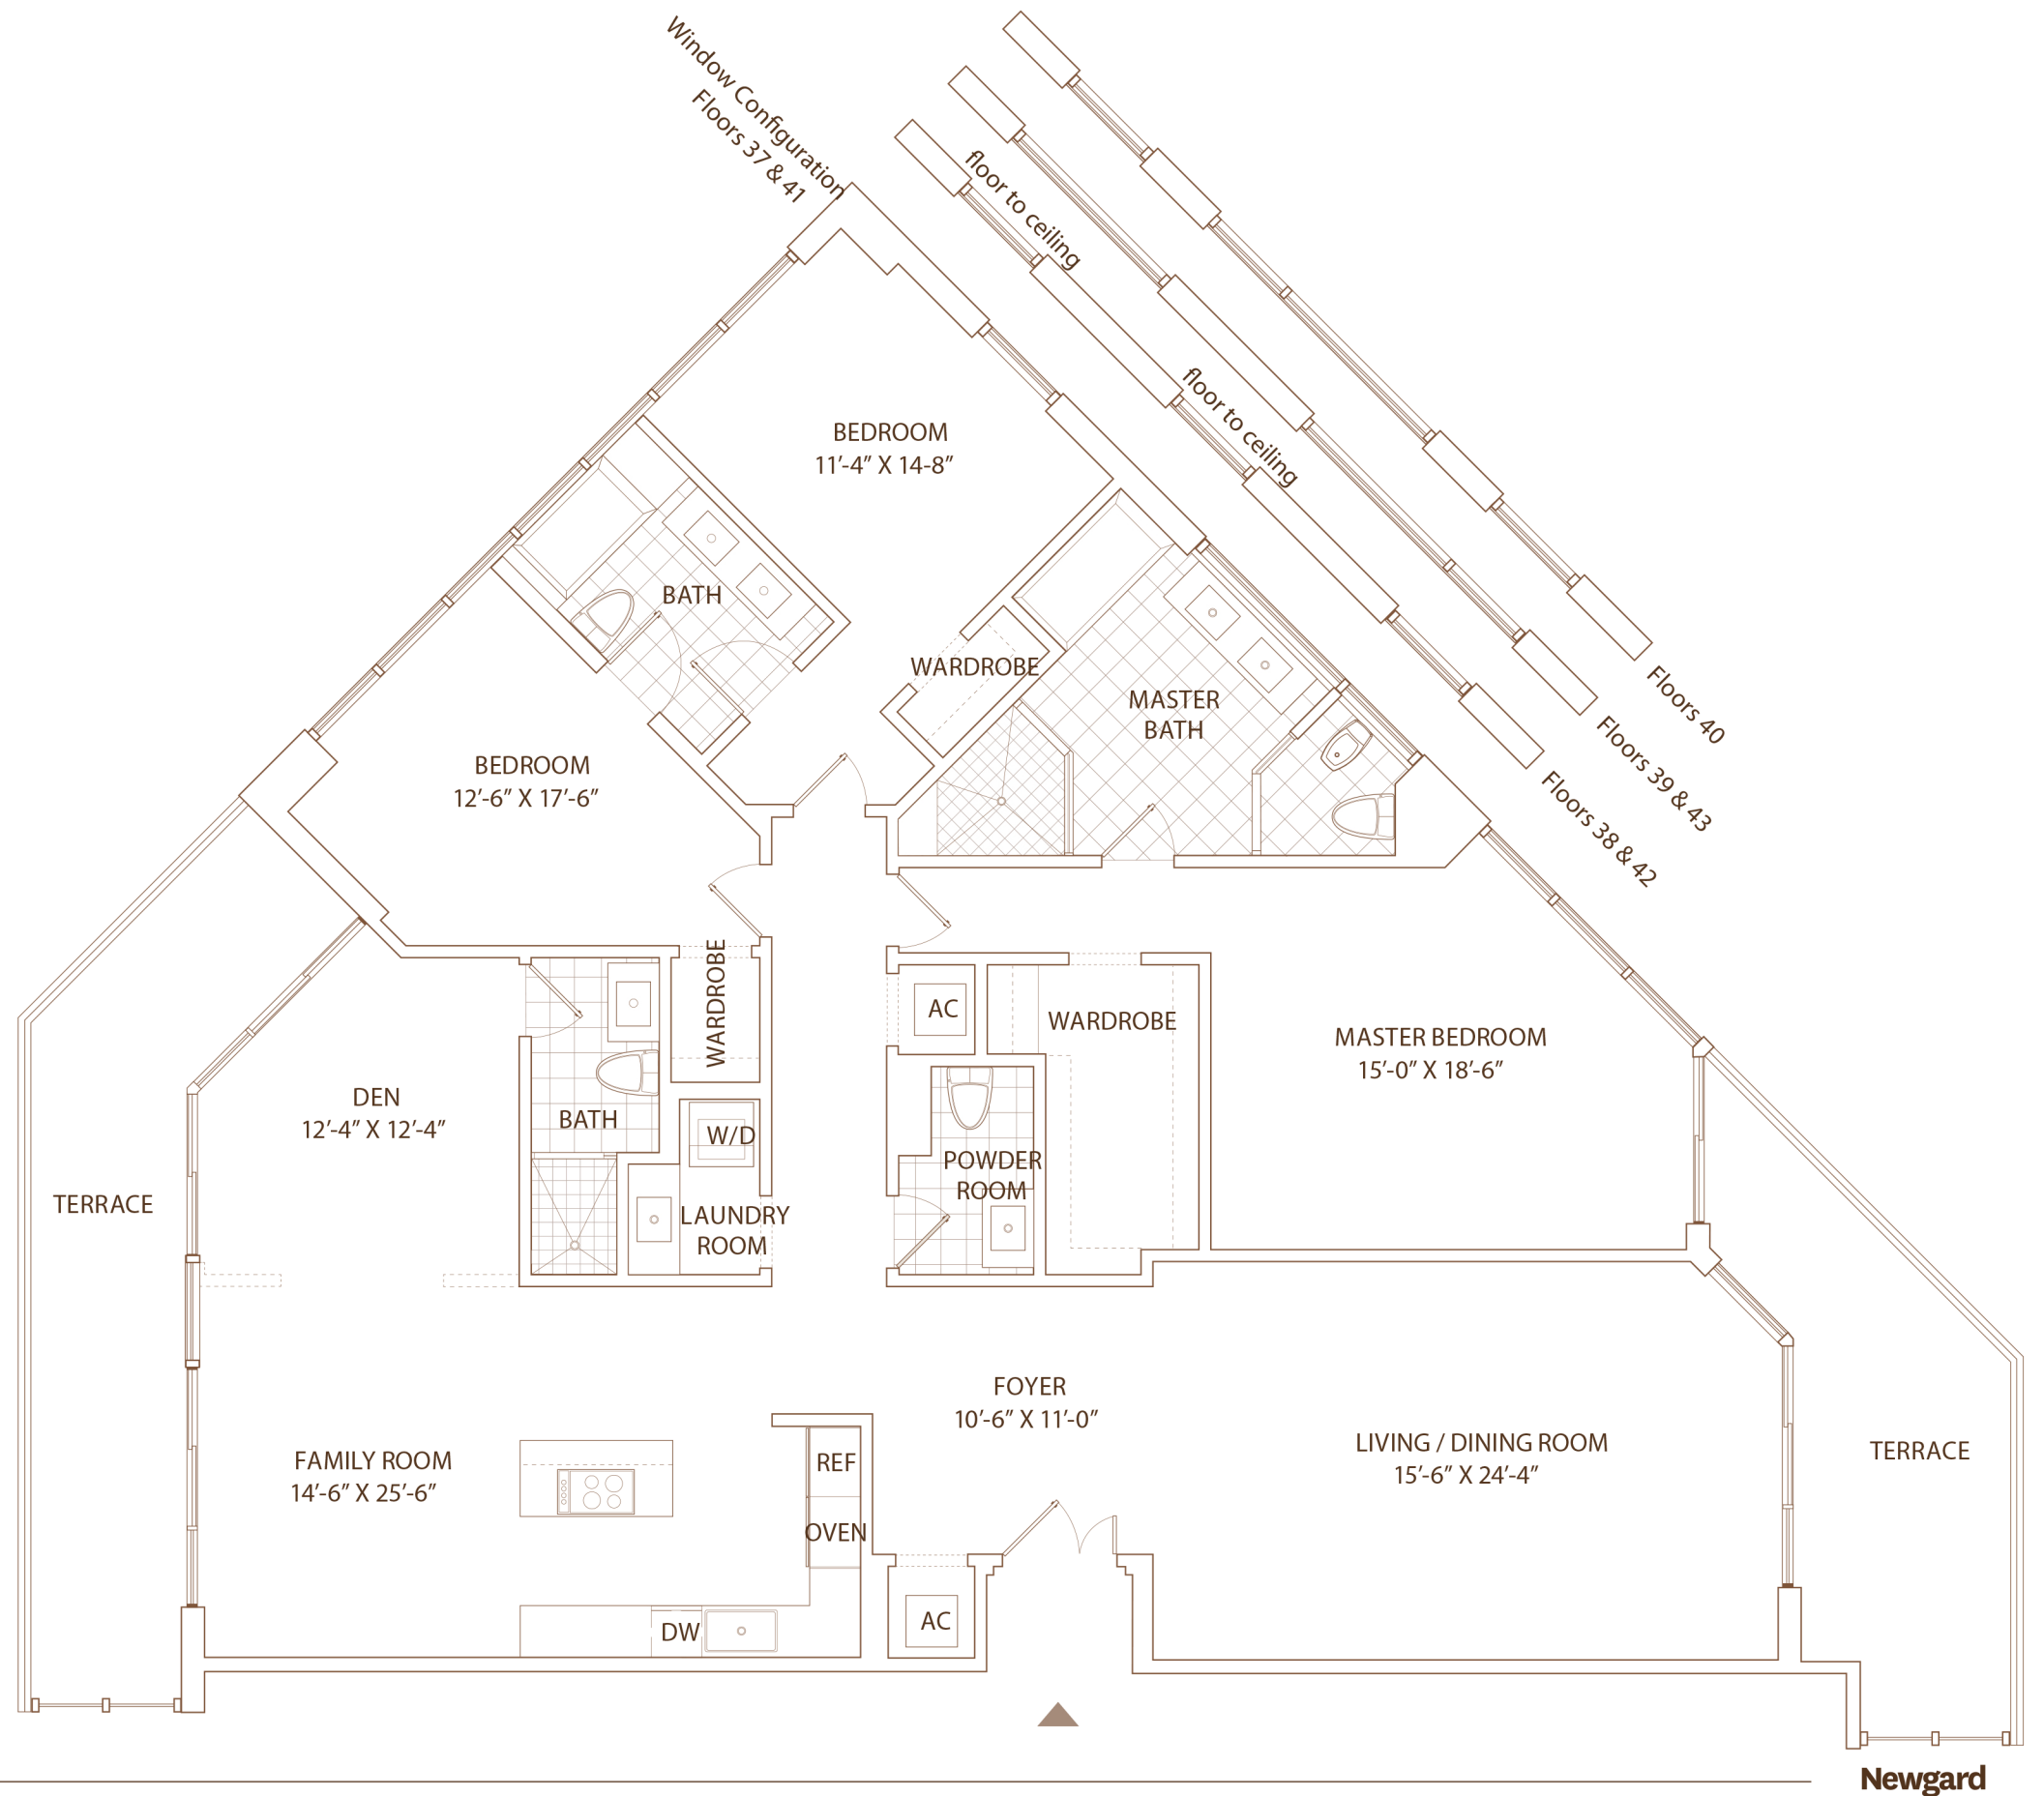 Window Configuration
Floors 37 & 41
floor to ceiling
floor to ceiling
Floors 40
Floors 39 & 43
Floors 38 & 42
BEDROOM
11’-4” X 14-8”
BATH
WARDROBE
MASTER
BATH
BEDROOM
12’-6” X 17’-6”
WARDROBE
AC
WARDROBE
MASTER BEDROOM
15’-0” X 18’-6”
DEN
12’-4” X 12’-4”
BATH
W/D
POWDER
ROOM
TERRACE
LAUNDRY
ROOM
FOYER
10’-6” X 11’-0”
LIVING / DINING ROOM
15’-6” X 24’-4”
TERRACE
FAMILY ROOM
14’-6” X 25’-6”
REF
OVEN
AC
DW
Newgard